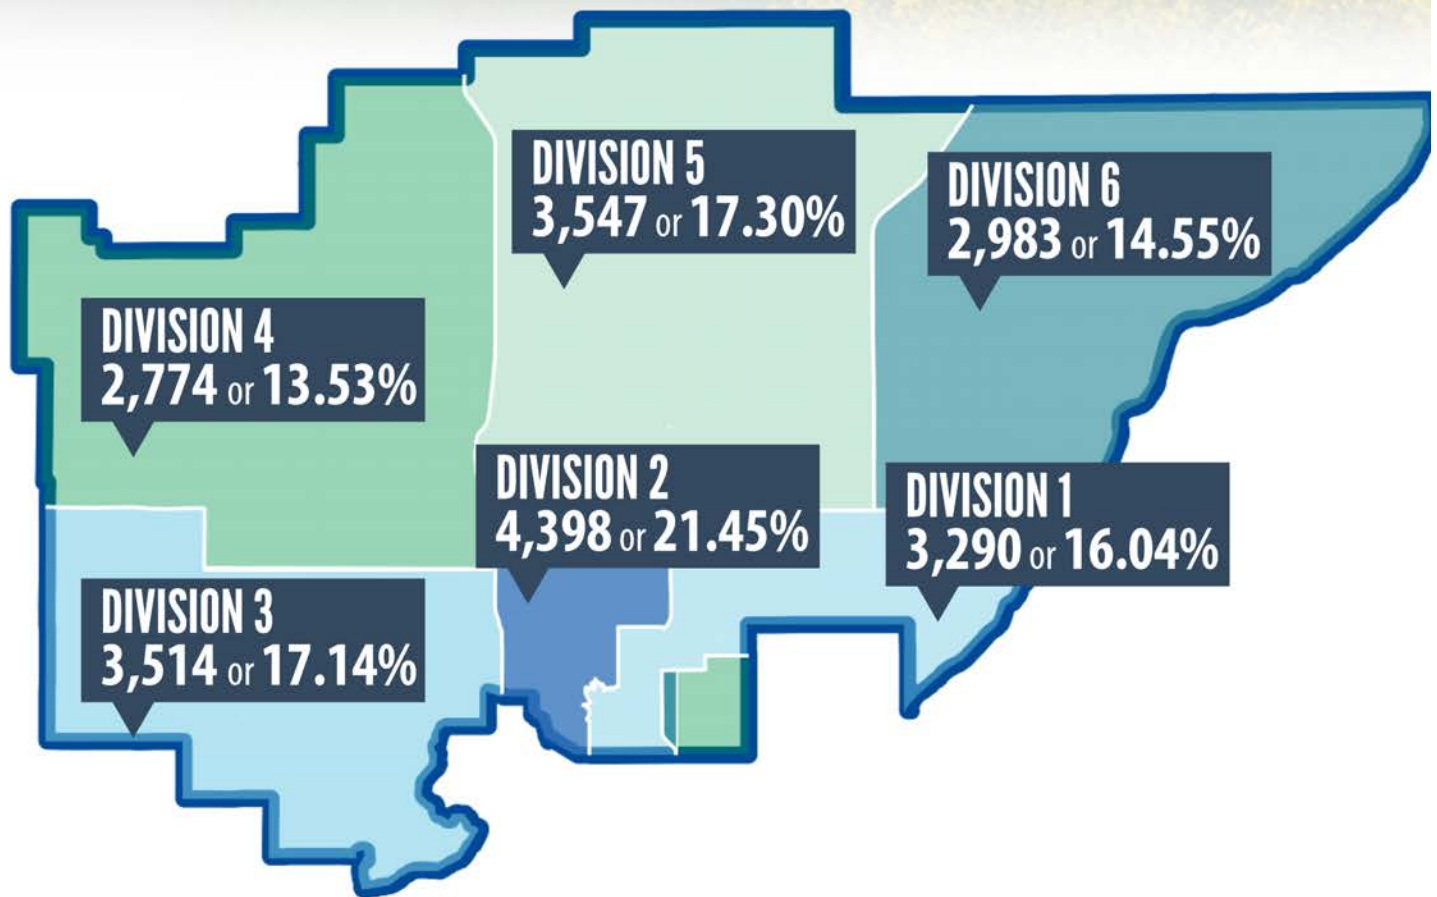 DIVISION 5
3,547 or 17.30%
DIVISION 6
2,983 or 14.55%
DIVISION 4
2,774 or 13.53%
DIVISION 2
4,398 or 21.45%
DIVISION 1
3,290 or 16.04%
DIVISION 3
3,514 or 17.14%